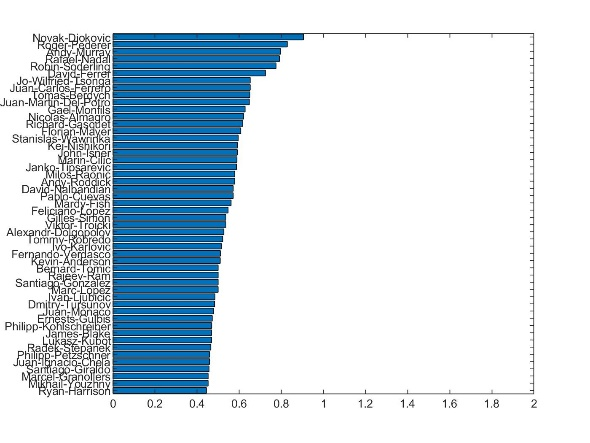 Novak-Djokovic
Roger-Federer
Andy-Murray
Rafael-Nadal
Robin-Soderling
David-Ferrer
Jo-Wilfried-Tsonga
Juan-Carlos-Ferrero
Tomas-Berdych
Juan-Martin-Del-Potro
Gael-Monfils
Nicolas-Almagro
Richard-Gasquet
Florian-Mayer
Stanislas-Wawrinka
Kei-Nishikori
John-Isner
Marin-Cilic
Janko-Tipsarevic
Milos-Raonic
Andy-Roddick
David-Nalbandian
Pablo-Cuevas
Mardy-Fish
Feliciano-Lopez
Gilles-Simon
Viktor-Troicki
Alexandr-Dolgopolov
Tommy-Robredo
Ivo-Karlovic
Fernando-Verdasco
Kevin-Anderson
Bernard-Tomic
Rajeev-Ram
Santiago-Gonzalez
Marc-Lopez
Ivan-Ljubicic
Dmitry-Tursunov
Juan-Monaco
Ernests-Gulbis
Philipp-Kohlschreiber
James-Blake
Lukasz-Kubot
Radek-Stepanek
Philipp-Petzschner
Juan-Ignacio-Chela
Santiago-Giraldo
Marcel-Granollers
Mikhail-Youzhny
Ryan-Harrison
0 0.2 0.4 0.6 0.8 1 1.2 1.4 1.6 1.8 2